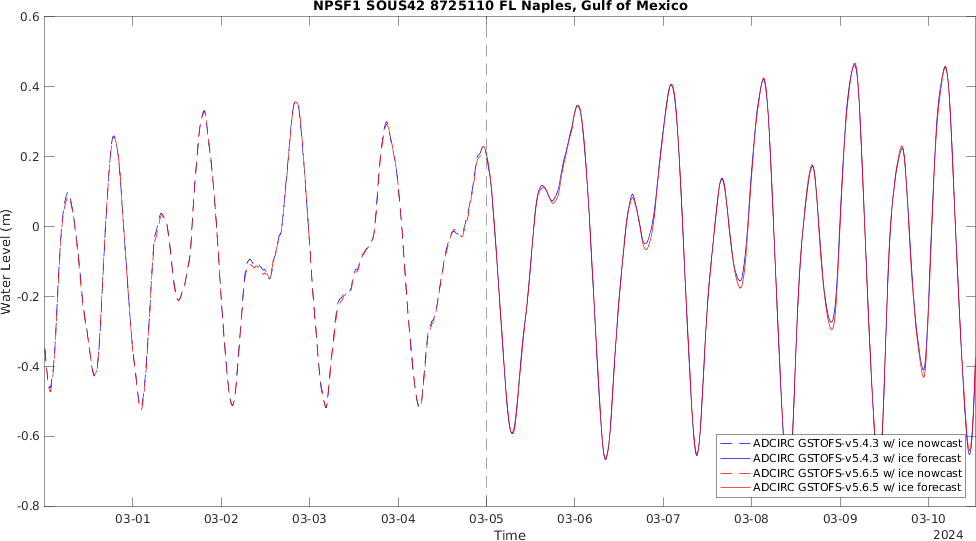 NPSF1 SOUS42 8725110 FL Naples, Gulf of Mexico
Water Level (m)
0.6
0.4
0.2
0
-0.2
-0.4
-0.6
-0.8
ADCIRC GSTOFS-v5.4.3 w/ ice nowcast
ADCIRC GSTOFS-v5.4.3 w/ ice forecast
ADCIRC GSTOFS-v5.6.5 w/ ice nowcast
ADCIRC GSTOFS-v5.6.5 w/ ice forecast
03-01 03-02 03-03 03-04 03-05 03-06 03-07 03-08 03-09 03-10
Time
2024